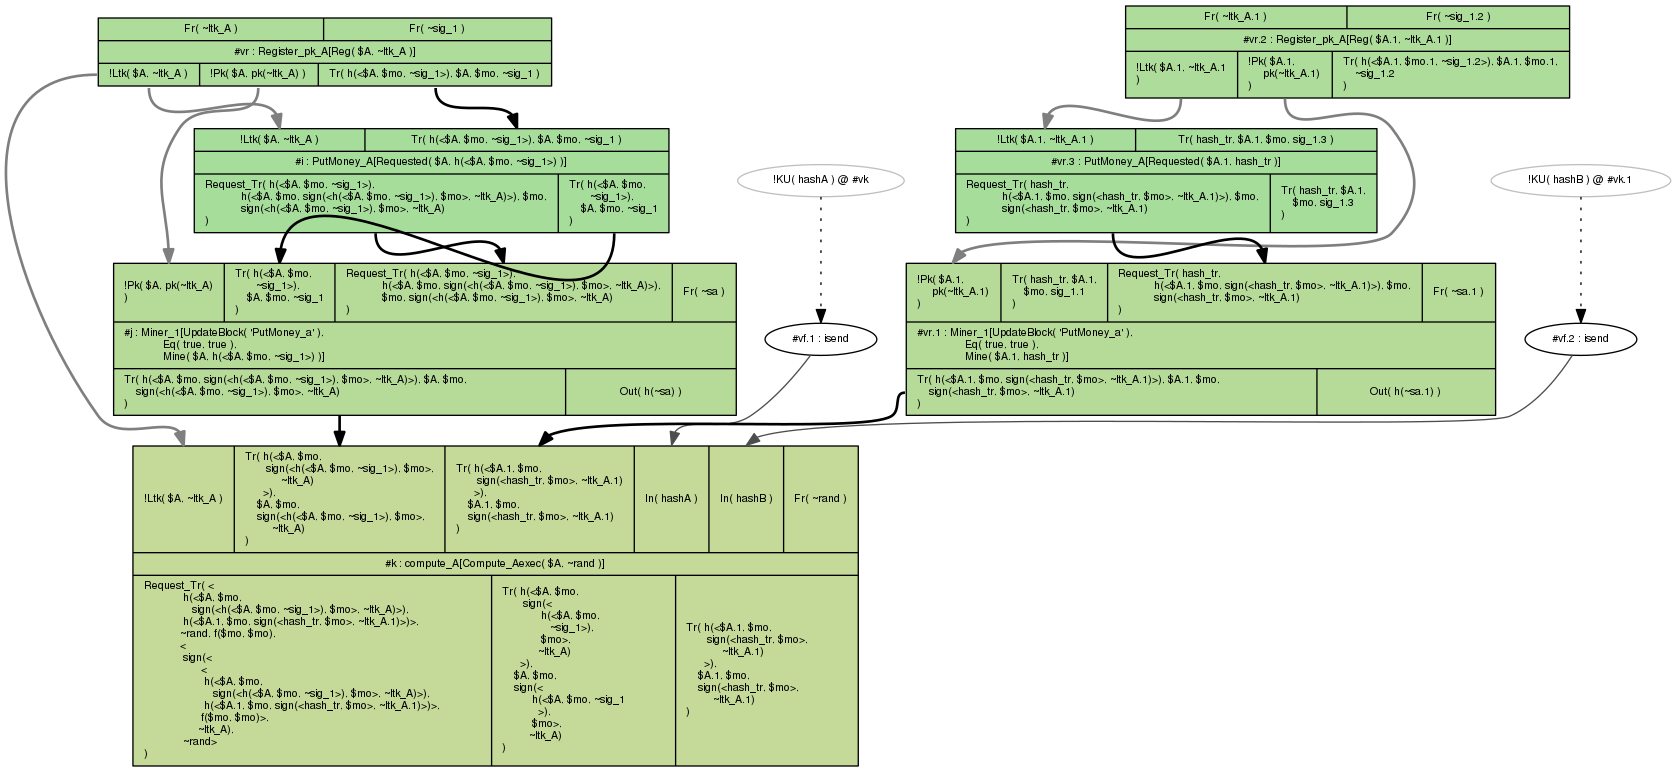 Fr( ~ltk_A )
Fr( ~sig_1 )
#vr : Register_pk_A[Reg( $A. ~ltk_A )]
!Ltk( $A. ~ltk_A )
!Pk( $A. pk(~ltk_A) )
Tr( h(<$A. $mo. ~sig_1>). $A. $mo. ~sig_1 )
Fr( ~ltk_A.1 )
Fr( ~sig_1.2 )
#vr.2 : Register_pk_A[Reg( $A.1. ~ltk_A.1 )]
!Ltk( $A.1. ~ltk_A.1
)
!Pk( $A.1.
pk(~ltk_A.1)
)
Tr( h(<$A.1. $mo.1. ~sig_1.2>). $A.1. $mo.1.
~sig_1.2
)
!Ltk( $A. ~ltk_A )
Tr( h(<$A. $mo. ~sig_1>). $A. $mo. ~sig_1 )
#i : PutMoney_A[Requested( $A. h(<$A. $mo. ~sig_1>) )]
Request_Tr( h(<$A. $mo. ~sig_1>).
h(<$A. $mo. sign(<h(<$A. $mo. ~sig_1>). $mo>. ~ltk_A)>). $mo.
sign(<h(<$A. $mo. ~sig_1>). $mo>. ~ltk_A)
)
Tr( h(<$A. $mo.
~sig_1>).
$A. $mo. ~sig_1
)
!KU( hashA ) @ #vk
!Ltk( $A.1. ~ltk_A.1 )
Tr( hash_tr. $A.1. $mo. sig_1.3 )
#vr.3 : PutMoney_A[Requested( $A.1. hash_tr )]
Request_Tr( hash_tr.
h(<$A.1. $mo. sign(<hash_tr. $mo>. ~ltk_A.1)>). $mo.
sign(<hash_tr. $mo>. ~ltk_A.1)
)
Tr( hash_tr. $A.1.
$mo. sig_1.3
)
!KU( hashB ) @ #vk.1
!Pk( $A. pk(~ltk_A)
)
Tr( h(<$A. $mo.
~sig_1>).
$A. $mo. ~sig_1
)
Request_Tr( h(<$A. $mo. ~sig_1>).
h(<$A. $mo. sign(<h(<$A. $mo. ~sig_1>). $mo>. ~ltk_A)>).
$mo. sign(<h(<$A. $mo. ~sig_1>). $mo>. ~ltk_A)
)
Fr( ~sa )
#j : Miner_1[UpdateBlock( 'PutMoney_a' ).
Eq( true. true ).
Mine( $A. h(<$A. $mo. ~sig_1>) )]
Tr( h(<$A. $mo. sign(<h(<$A. $mo. ~sig_1>). $mo>. ~ltk_A)>). $A. $mo.
sign(<h(<$A. $mo. ~sig_1>). $mo>. ~ltk_A)
)
Out( h(~sa) )
#vf.1 : isend
!Pk( $A.1.
pk(~ltk_A.1)
)
Tr( hash_tr. $A.1.
$mo. sig_1.1
)
Request_Tr( hash_tr.
h(<$A.1. $mo. sign(<hash_tr. $mo>. ~ltk_A.1)>). $mo.
sign(<hash_tr. $mo>. ~ltk_A.1)
)
Fr( ~sa.1 )
#vr.1 : Miner_1[UpdateBlock( 'PutMoney_a' ).
Eq( true. true ).
Mine( $A.1. hash_tr )]
Tr( h(<$A.1. $mo. sign(<hash_tr. $mo>. ~ltk_A.1)>). $A.1. $mo.
sign(<hash_tr. $mo>. ~ltk_A.1)
)
Out( h(~sa.1) )
#vf.2 : isend
!Ltk( $A. ~ltk_A )
Tr( h(<$A. $mo.
sign(<h(<$A. $mo. ~sig_1>). $mo>.
~ltk_A)
>).
$A. $mo.
sign(<h(<$A. $mo. ~sig_1>). $mo>.
~ltk_A)
)
Tr( h(<$A.1. $mo.
sign(<hash_tr. $mo>. ~ltk_A.1)
>).
$A.1. $mo.
sign(<hash_tr. $mo>. ~ltk_A.1)
)
In( hashA )
In( hashB )
Fr( ~rand )
#k : compute_A[Compute_Aexec( $A. ~rand )]
Request_Tr( <
h(<$A. $mo.
sign(<h(<$A. $mo. ~sig_1>). $mo>. ~ltk_A)>).
h(<$A.1. $mo. sign(<hash_tr. $mo>. ~ltk_A.1)>)>.
~rand. f($mo. $mo).
<
sign(<
<
h(<$A. $mo.
sign(<h(<$A. $mo. ~sig_1>). $mo>. ~ltk_A)>).
h(<$A.1. $mo. sign(<hash_tr. $mo>. ~ltk_A.1)>)>.
f($mo. $mo)>.
~ltk_A).
~rand>
)
Tr( h(<$A. $mo.
sign(<
h(<$A. $mo.
~sig_1>).
$mo>.
~ltk_A)
>).
$A. $mo.
sign(<
h(<$A. $mo. ~sig_1
>).
$mo>.
~ltk_A)
)
Tr( h(<$A.1. $mo.
sign(<hash_tr. $mo>.
~ltk_A.1)
>).
$A.1. $mo.
sign(<hash_tr. $mo>.
~ltk_A.1)
)